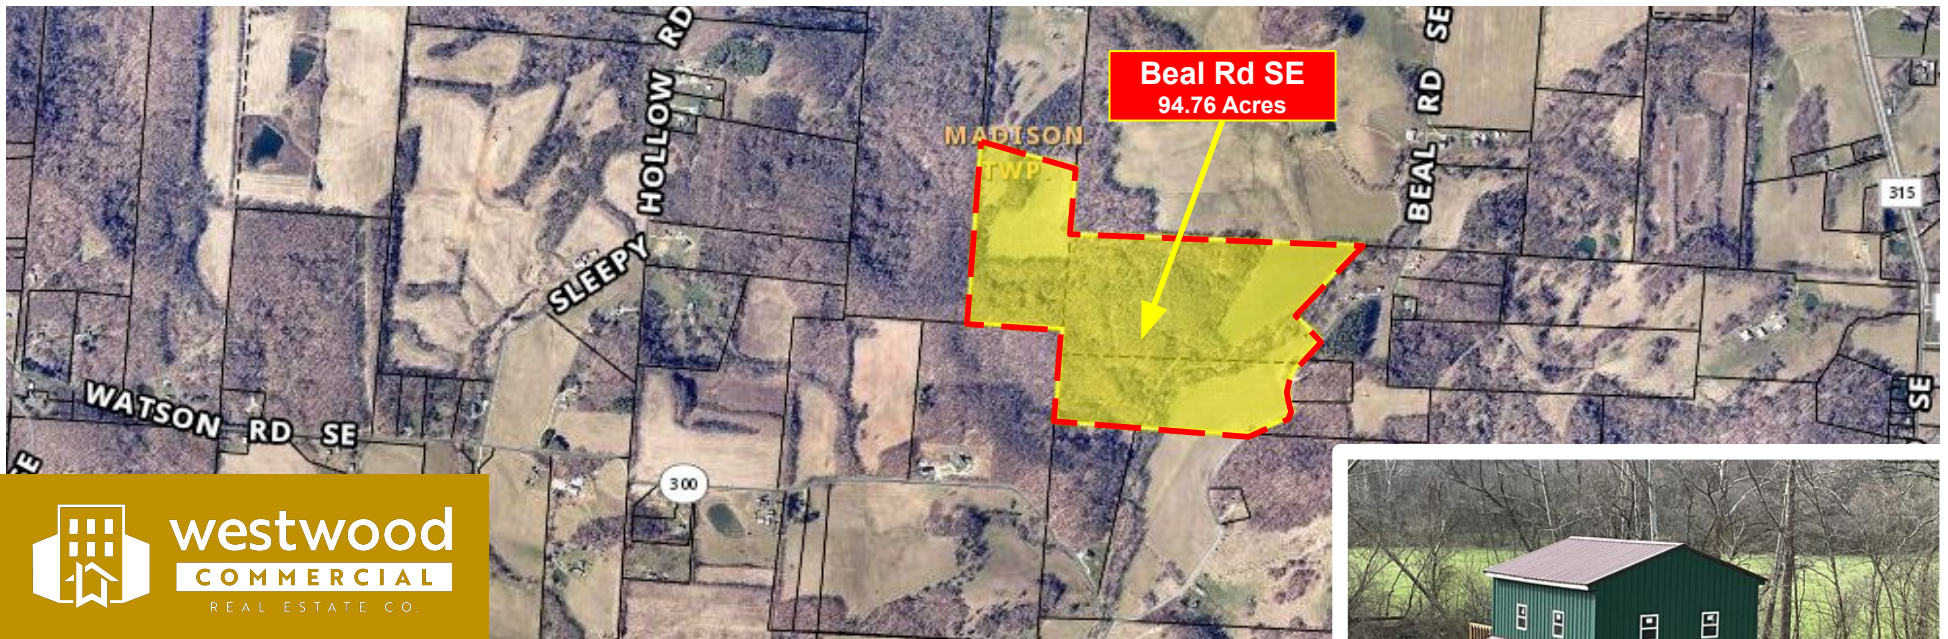 HOLLOW RD
BEAL RD SE
Beal Rd SE
94.76 Acres
MADISON
TWP
315
SLEEPY
WATSON RD SE
SE
300
westwood
COMMERCIAL
REAL ESTATE CO.